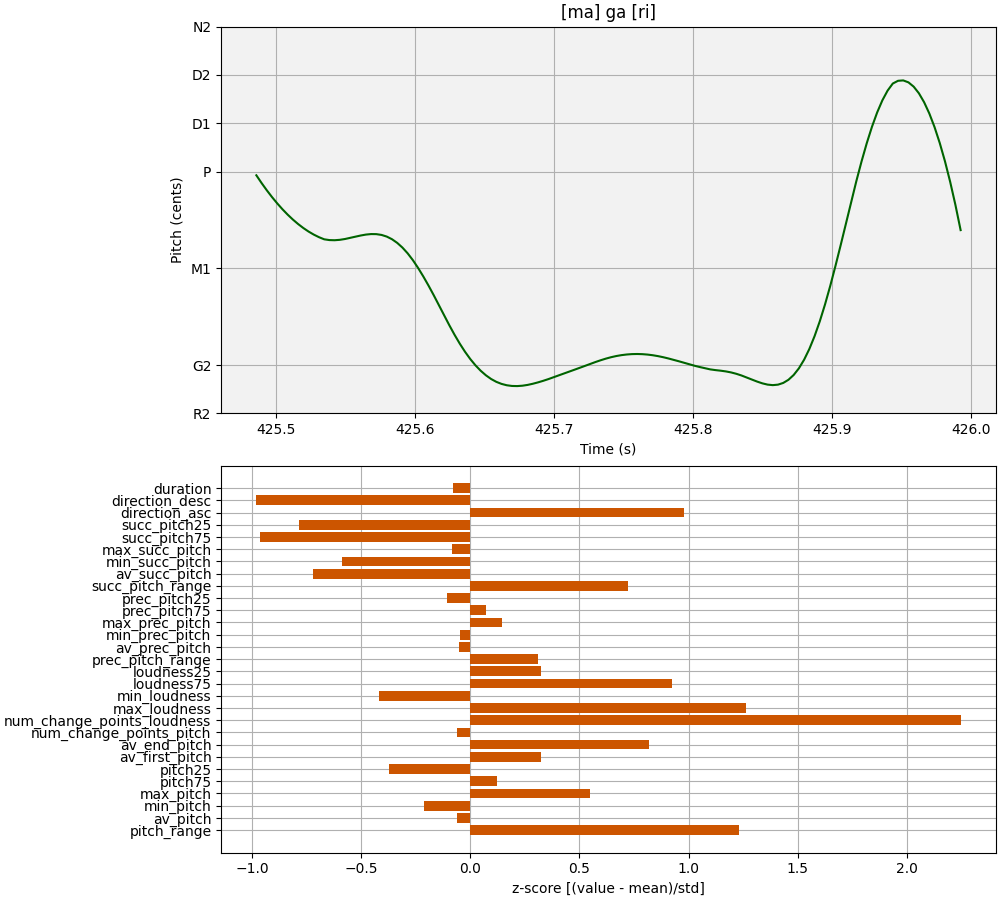 [ma] ga [ri]
N2
D2
D1
P
M1
G2
R2
Pitch (cents)
425.5 425.6 425.7 425.8 425.9 426.0
Time (s)
duration
direction_desc
direction_asc
succ_pitch25
succ_pitch75
max_succ_pitch
min_succ_pitch
av_succ_pitch
succ_pitch_range
prec_pitch25
prec_pitch75
max_prec_pitch
min_prec_pitch
av_prec_pitch
prec_pitch_range
loudness25
loudness75
min_loudness
max_loudness
num_change_points_loudness
num_change_points_pitch
av_end_pitch
av_first_pitch
pitch25
pitch75
max_pitch
min_pitch
av_pitch
pitch_range
−1.0 −0.5 0.0 0.5 1.0 1.5 2.0
z-score [(value - mean)/std]